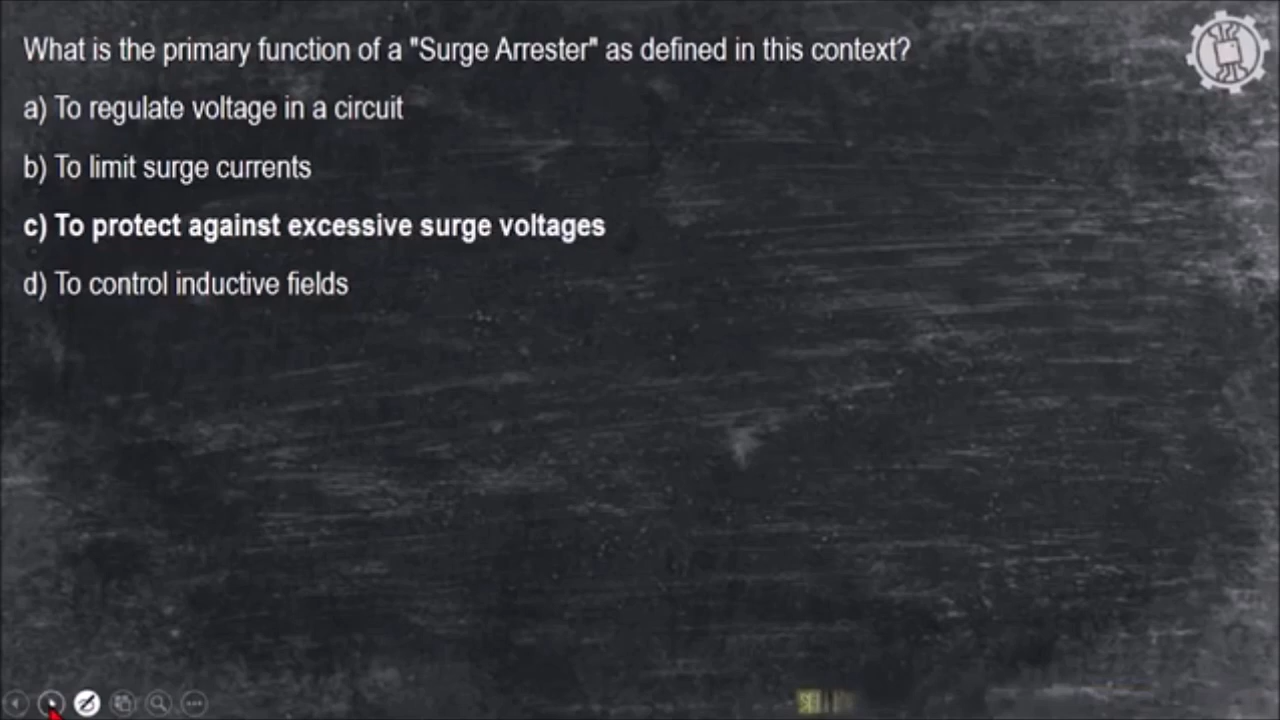 What is the primary function of a "Surge Arrester" as defined in this context?
a) To regulate voltage in a circuit
b) To limit surge currents
c) To protect against excessive surge voltages
d) To control inductive fields